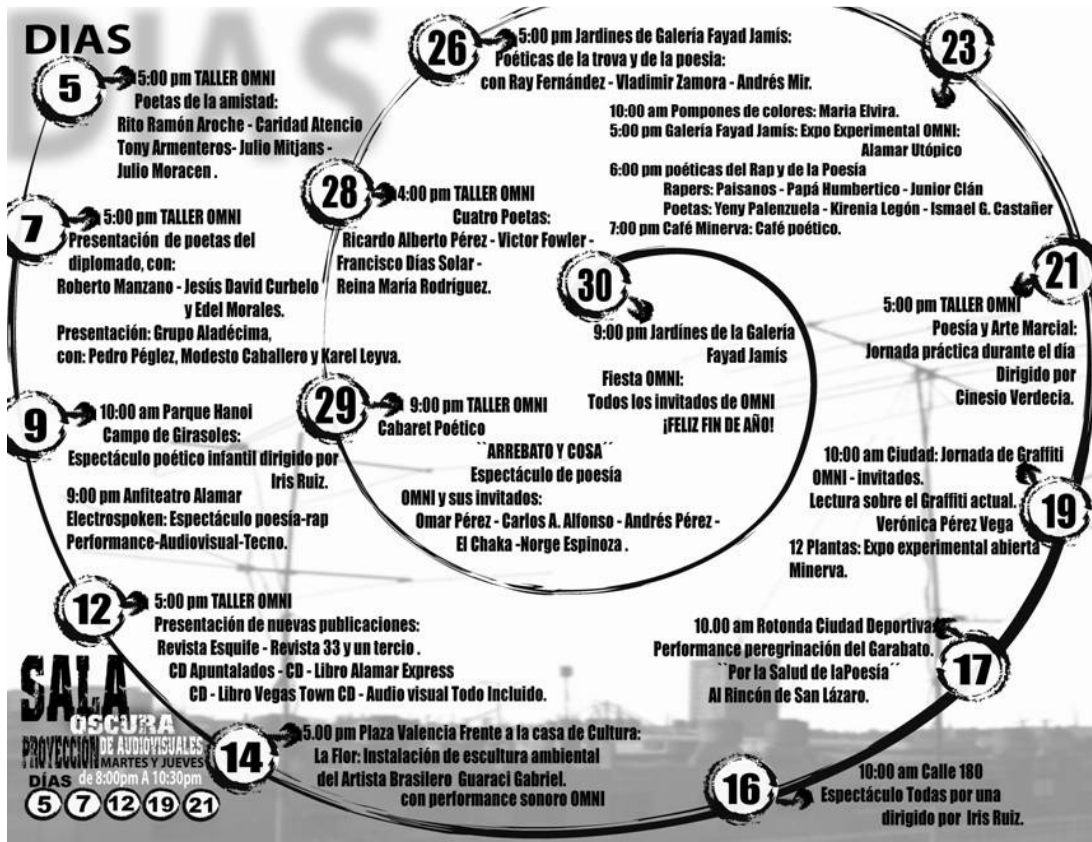 DIAS
5
5:00 pm TALLER OMNI
Poetas de la amistad:
Rito Ramón Aroche - Caridad Atencio
Tony Armenteros- Julio Mitjans -
Julio Moracen .
7
5:00 pm TALLER OMNI
Presentación de poetas del
diplomado, con:
Roberto Manzano - Jesús David Curbelo
y Edel Morales.
Presentación: Grupo Aladécima,
con: Pedro Péglez, Modesto Caballero y Karel Leyva.
9
10:00 am Parque Hanoi
Campo de Girasoles:
Espectáculo poético infantil dirigido por
Iris Ruiz.
9:00 pm Anfiteatro Alamar
Electrospoken: Espectáculo poesía-rap
Performance-Audiovisual-Tecno.
12
5:00 pm TALLER OMNI
Presentación de nuevas publicaciones:
Revista Esquife - Revista 33 y un tercio .
CD Apuntalados - CD - Libro Alamar Express
CD - Libro Vegas Town CD - Audio visual Todo Incluido.
14
5.00 pm Plaza Valencia Frente a la casa de Cultura:
La Flor: Instalación de escultura ambiental
del Artista Brasilero Guaraci Gabriel.
con performance sonoro OMNI
16
10:00 am Calle 180
Espectáculo Todas por una
dirigido por Iris Ruiz.
17
10.00 am Rotonda Ciudad Deportiva
Performance peregrinación del Garabato.
``Por la Salud de laPoesía´´
Al Rincón de San Lázaro.
19
10:00 am Ciudad: Jornada de Graffiti
OMNI - invitados.
Lectura sobre el Graffiti actual.
Verónica Pérez Vega
12 Plantas: Expo experimental abierta
Minerva.
21
5:00 pm TALLER OMNI
Poesía y Arte Marcial:
Jornada práctica durante el día
Dirigido por
Cinesio Verdecia.
23
10:00 am Pompones de colores: Maria Elvira.
5:00 pm Galería Fayad Jamís: Expo Experimental OMNI:
Alamar Utópico
6:00 pm poéticas del Rap y de la Poesía
Rapers: Paisanos - Papá Humbertico - Junior Clán
Poetas: Yeny Palenzuela - Kirenia Legón - Ismael G. Castañer
7:00 pm Café Minerva: Café poético.
26
5:00 pm Jardines de Galería Fayad Jamís:
Poéticas de la trova y de la poesia:
con Ray Fernández - Vladimir Zamora - Andrés Mir.
28
4:00 pm TALLER OMNI
Cuatro Poetas:
Ricardo Alberto Pérez - Victor Fowler -
Francisco Días Solar -
Reina María Rodríguez.
29
9:00 pm TALLER OMNI
Cabaret Poético
``ARREBATO Y COSA´´
Espectáculo de poesía
OMNI y sus invitados:
Omar Pérez - Carlos A. Alfonso - Andrés Pérez -
El Chaka -Norge Espinoza .
30
9:00 pm Jardínes de la Galería
Fayad Jamís
Fiesta OMNI:
Todos los invitados de OMNI
¡FELIZ FIN DE AÑO!
SALA
OSCURA
PROYECCION DE AUDIOVISUALES
MARTES Y JUEVES
DÍAS de 8:00pm A 10:30pm
5 7 12 19 21
DIAS